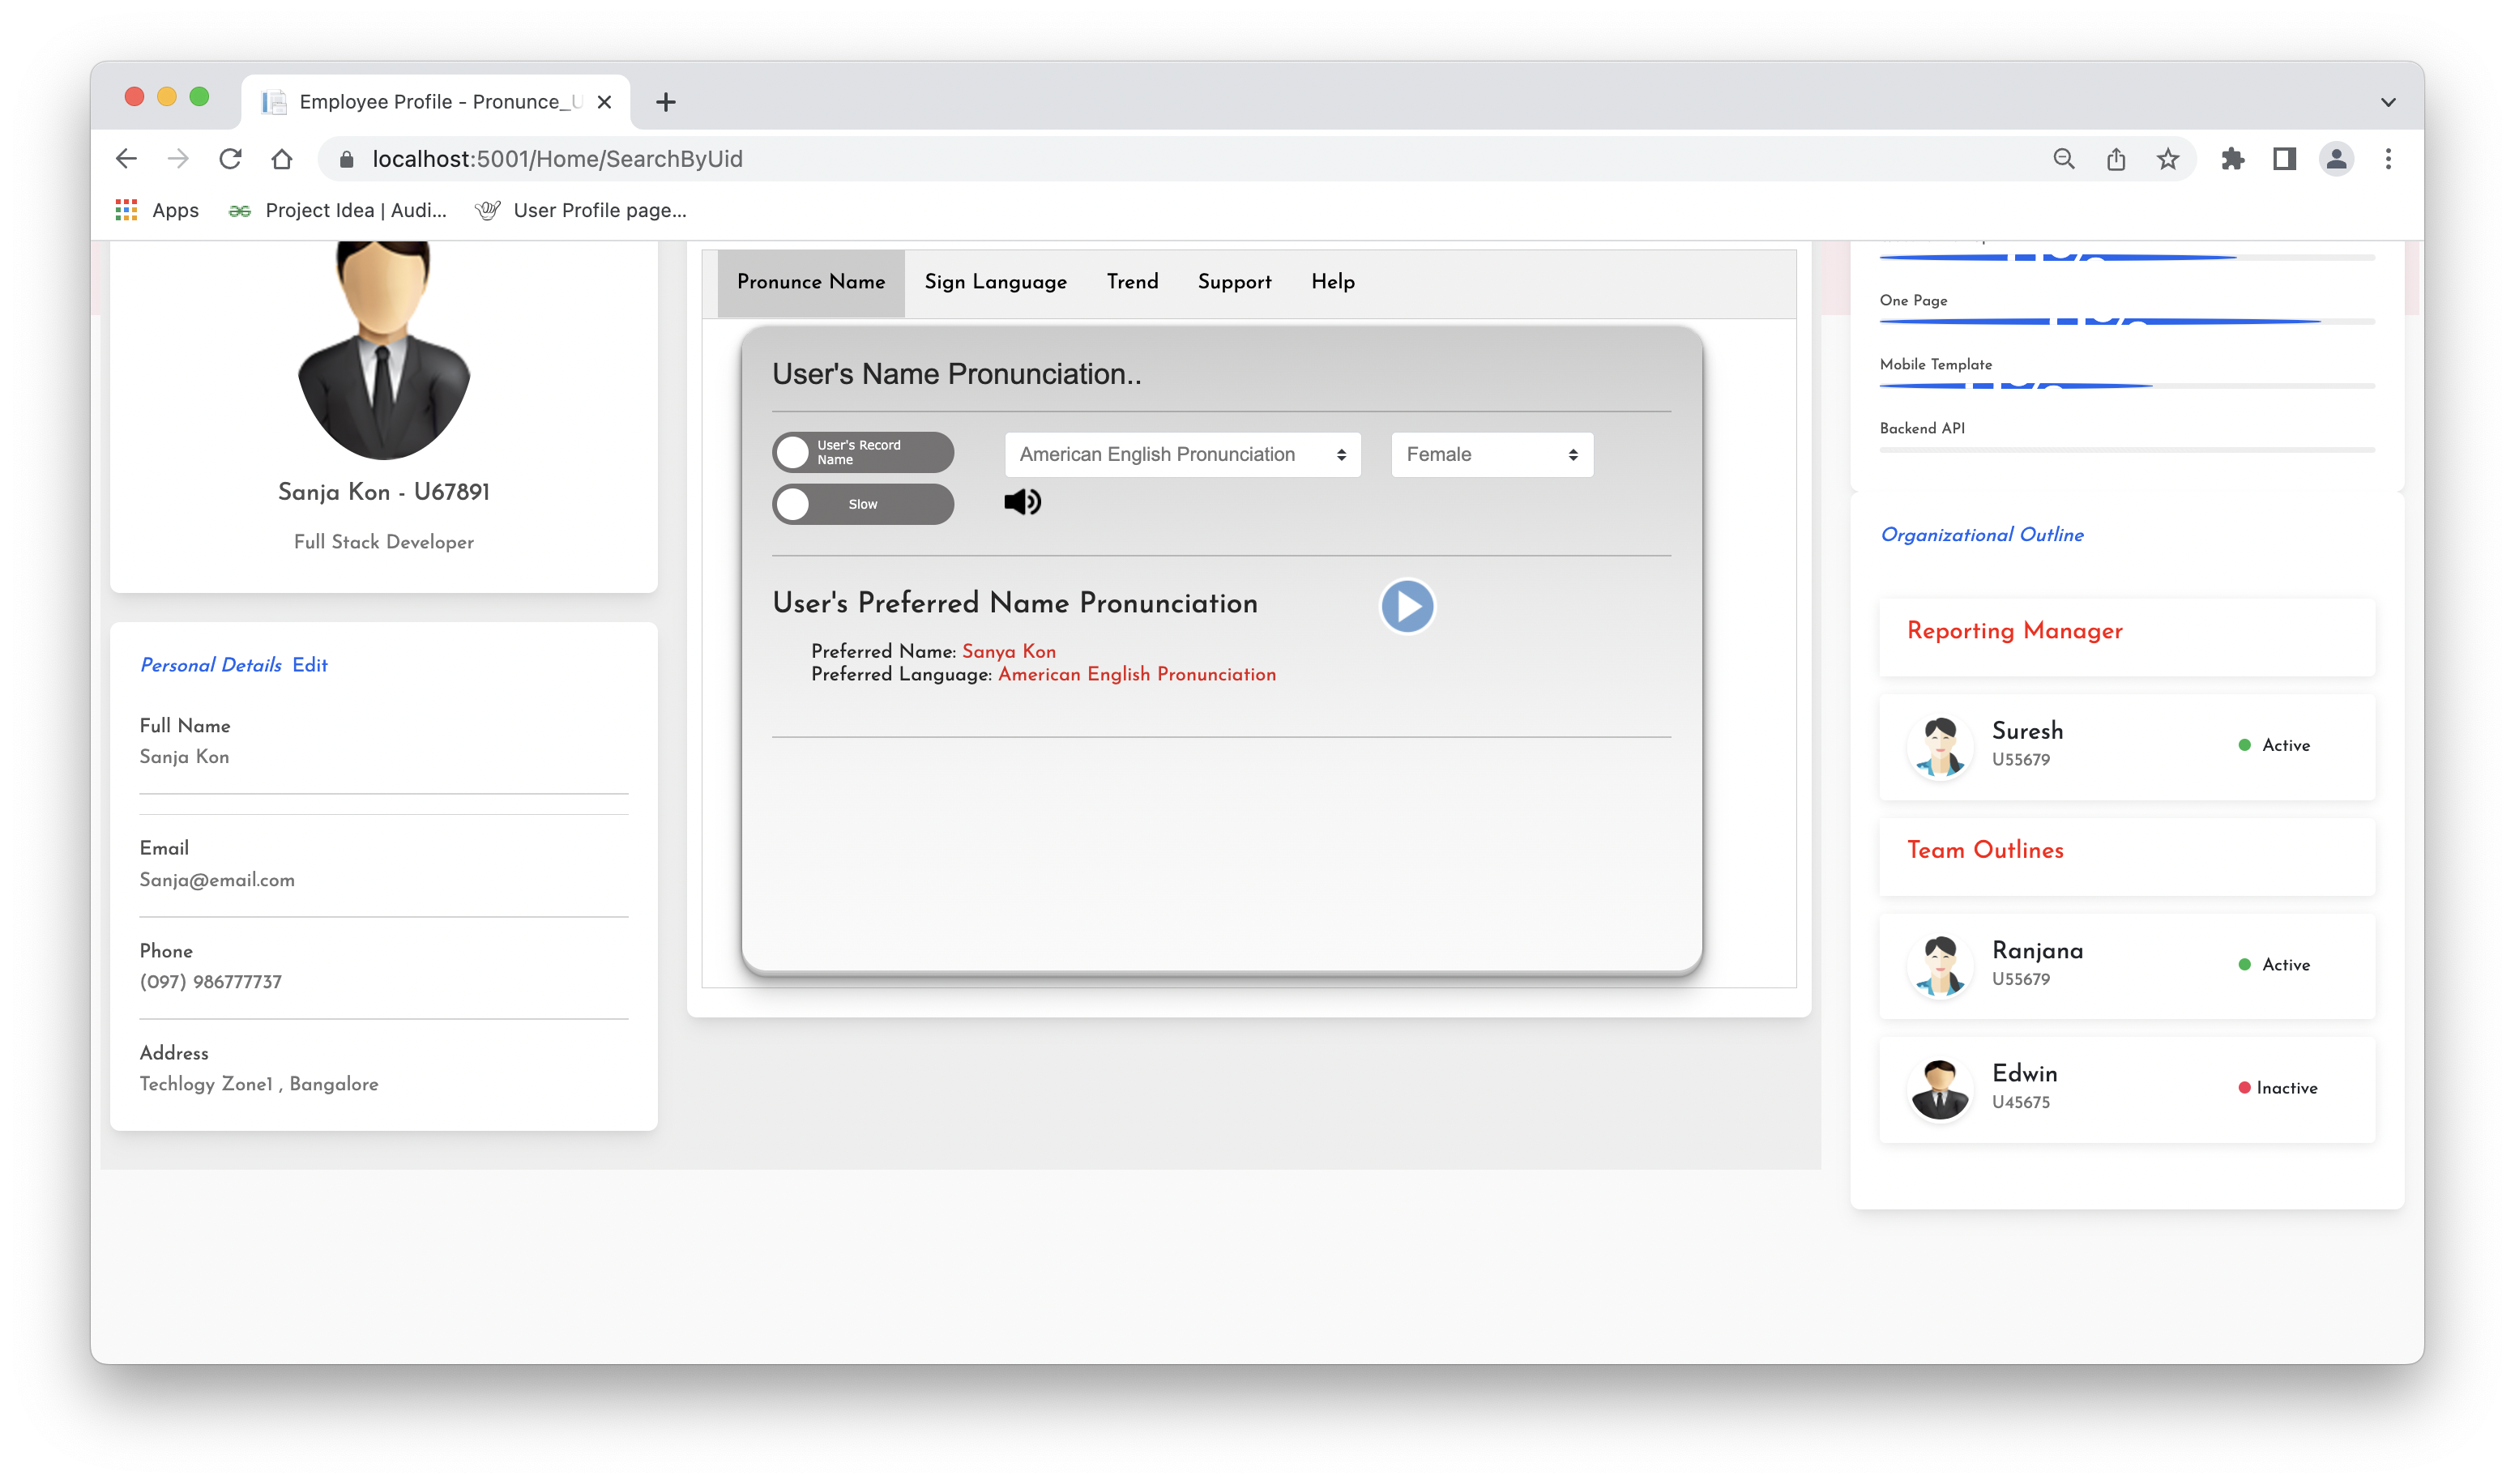 Employee Profile - Pronunce_U
localhost:5001/Home/SearchByUid
Apps
Project Idea | Audi...
User Profile page...
Sanja Kon - U67891
Full Stack Developer
Personal Details Edit
Full Name
Sanja Kon
Email
Sanja@email.com
Phone
(097) 986777737
Address
Techlogy Zone1 , Bangalore
Pronunce Name
Sign Language
Trend
Support
Help
User's Name Pronunciation..
User's Record
Name
American English Pronunciation
Female
Slow
User's Preferred Name Pronunciation
Preferred Name: Sanya Kon
Preferred Language: American English Pronunciation
One Page
Mobile Template
Backend API
Organizational Outline
Reporting Manager
Suresh
U55679
Active
Team Outlines
Ranjana
U55679
Active
Edwin
U45675
Inactive